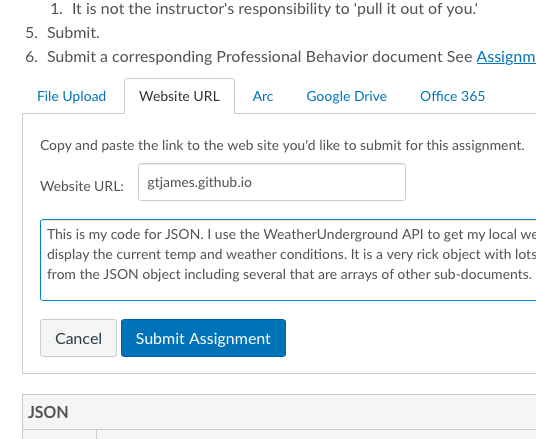 1. It is not the instructor's responsibility to 'pull it out of you.'
5. Submit.
6. Submit a corresponding Professional Behavior document See Assignm
File Upload Website URL Arc Google Drive Office 365
Copy and paste the link to the web site you'd like to submit for this assignment.
Website URL: gtjames.github.io
This is my code for JSON. I use the WeatherUnderground API to get my local we
display the current temp and weather conditions. It is a very rick object with lots
from the JSON object including several that are arrays of other sub-documents.
Cancel Submit Assignment
JSON